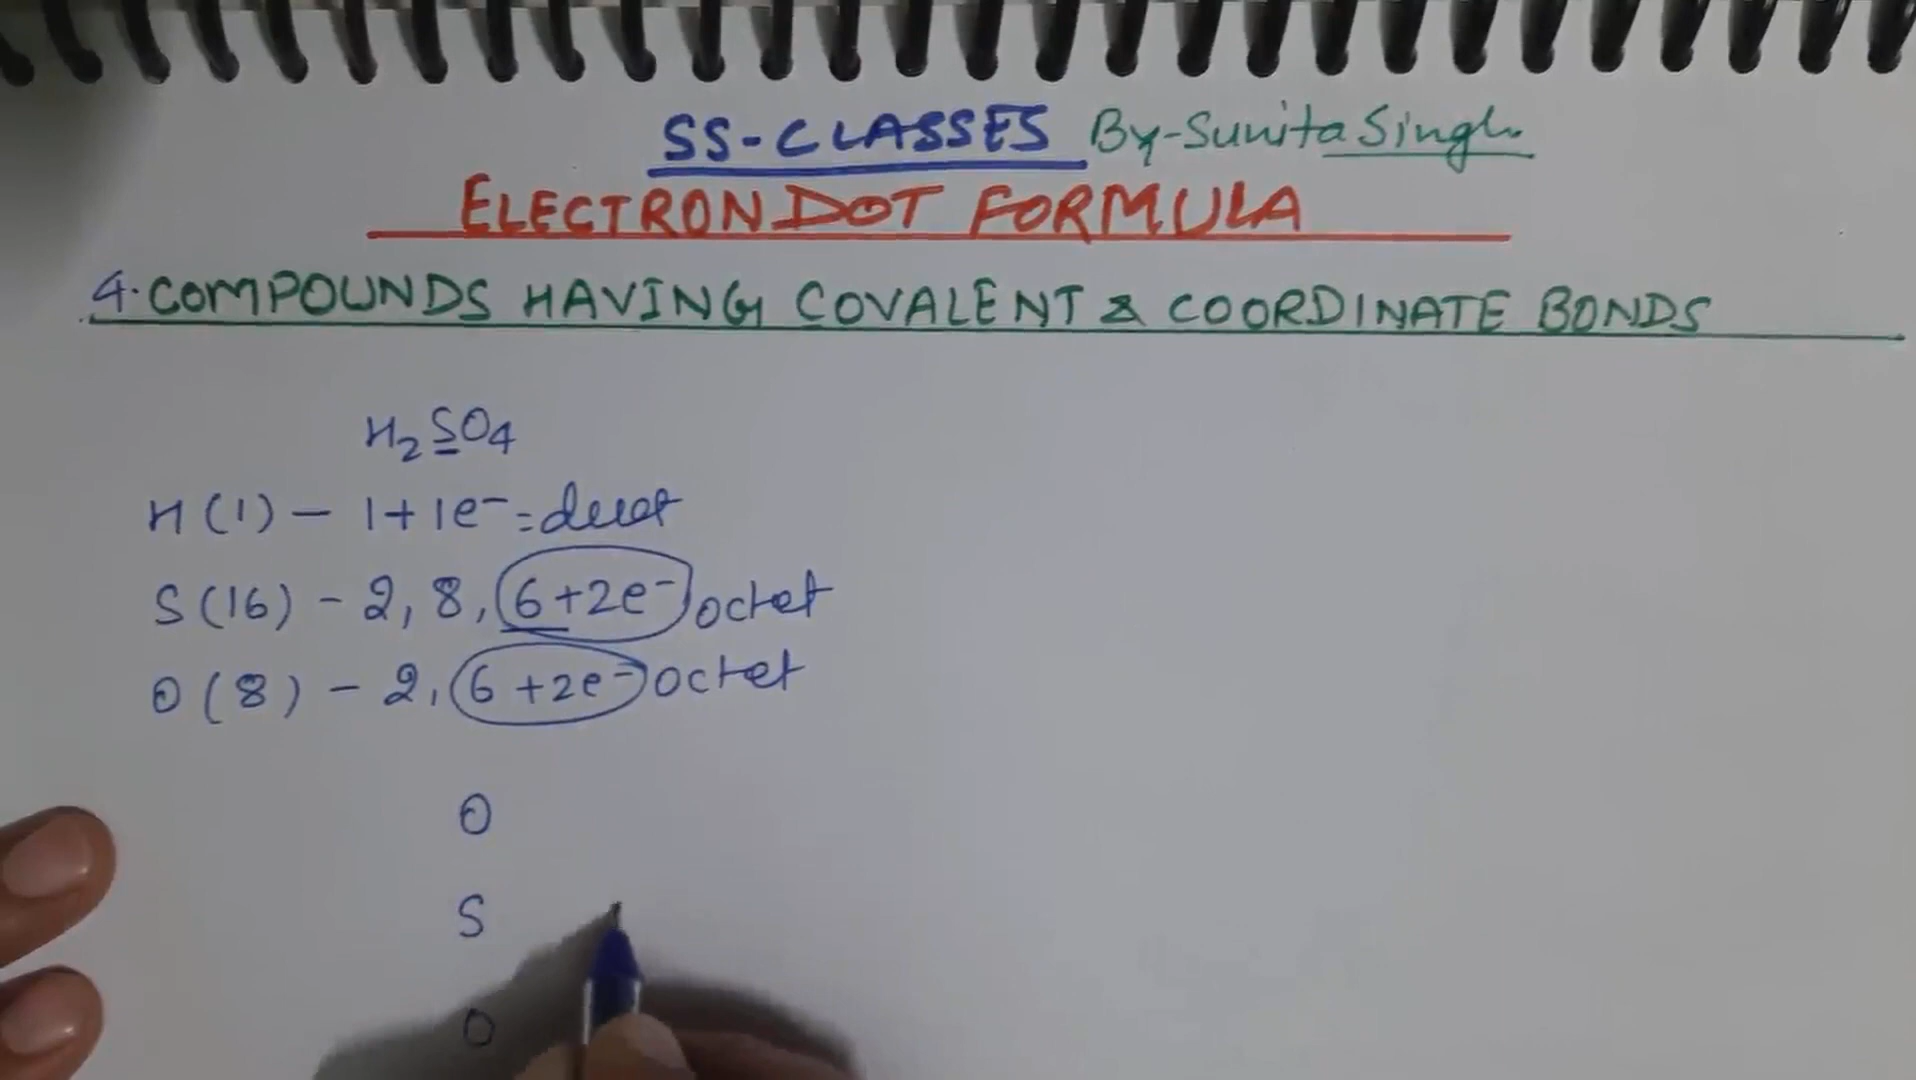 SS-CLASSES By-Sunita Singh
ELECTRON DOT FORMULA
4. COMPOUNDS HAVING COVALENT & COORDINATE BONDS
H₂SO₄
H (1) - 1+1e⁻ = duet
S (16) - 2, 8, 6+2e⁻ octet
O (8) - 2, 6+2e⁻ octet
O
S
O